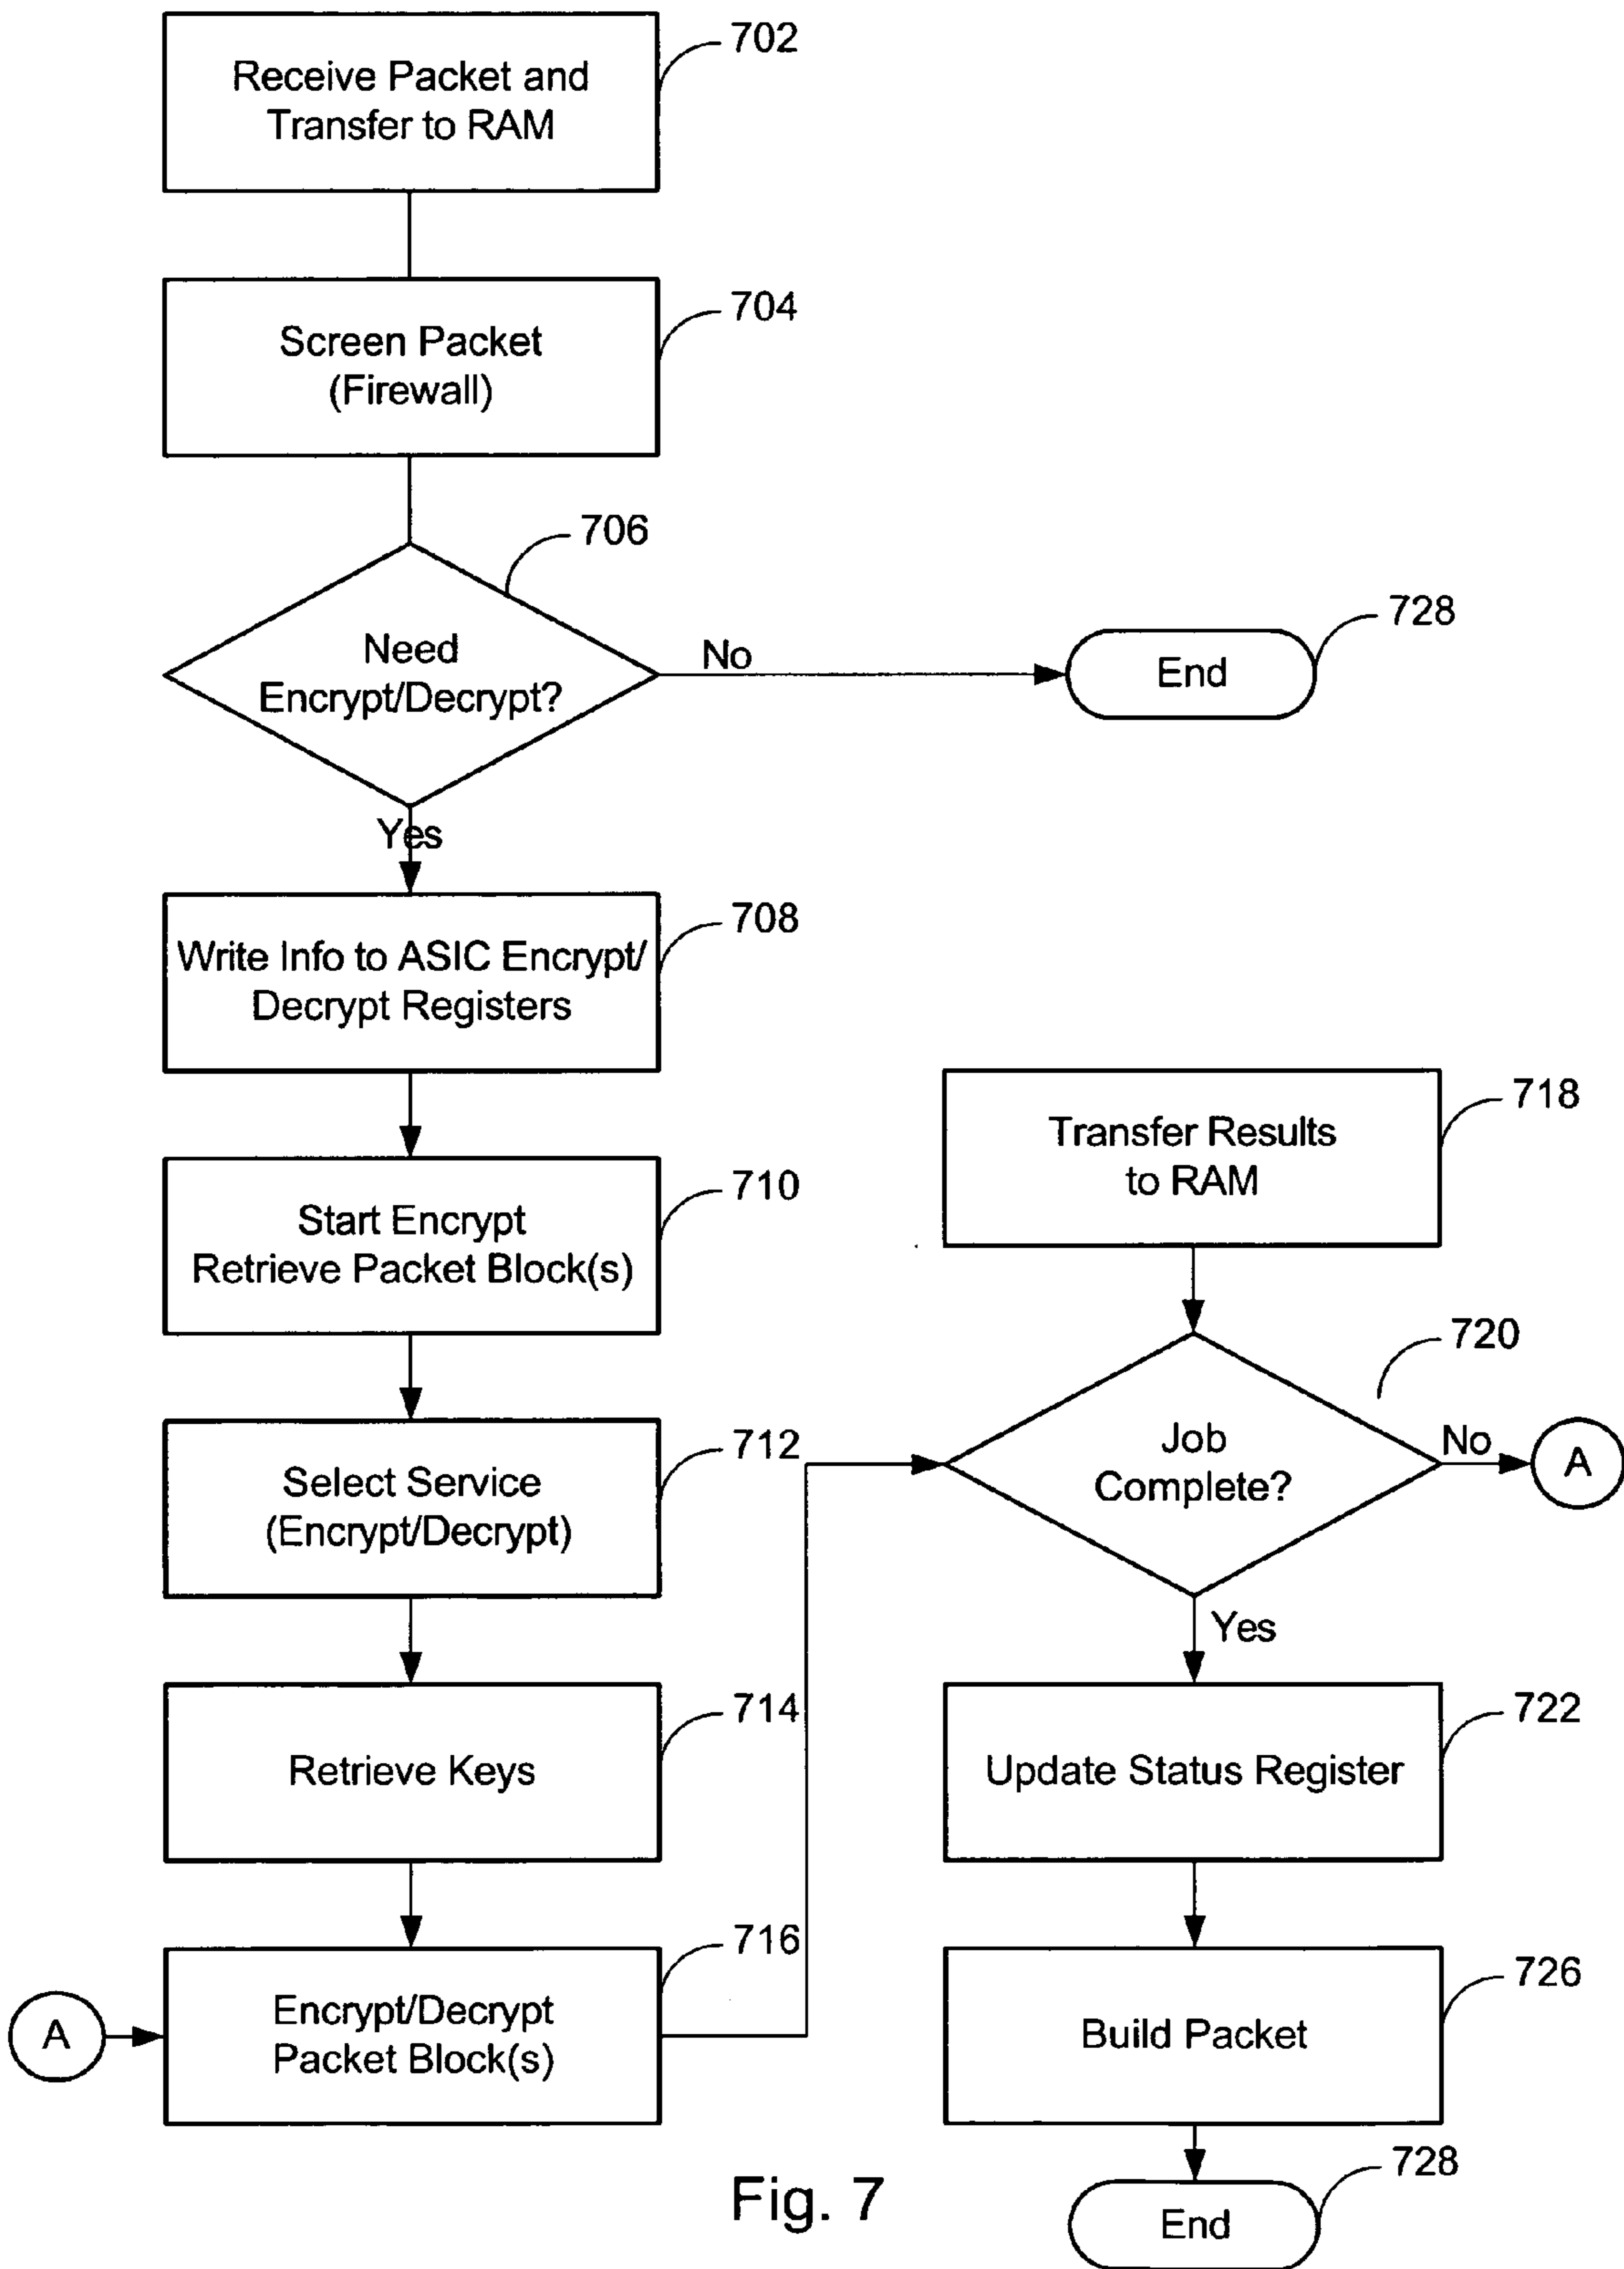 702
Receive Packet and
Transfer to RAM
704
Screen Packet
(Firewall)
706
Need
Encrypt/Decrypt?
No
728
End
Yes
708
Write Info to ASIC Encrypt/
Decrypt Registers
710
Start Encrypt
Retrieve Packet Block(s)
712
Select Service
(Encrypt/Decrypt)
714
Retrieve Keys
716
A
Encrypt/Decrypt
Packet Block(s)
718
Transfer Results
to RAM
720
Job
Complete?
No
A
Yes
722
Update Status Register
726
Build Packet
728
End
Fig. 7